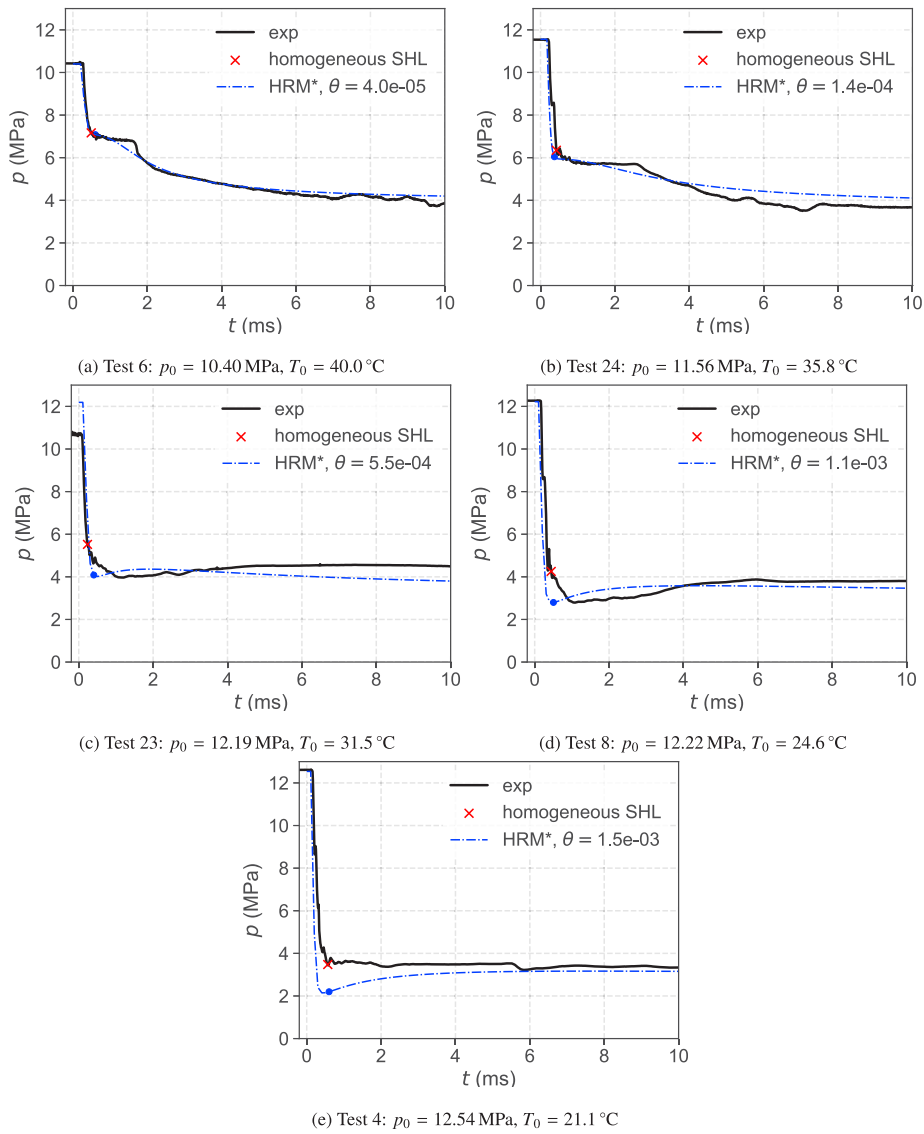 12
10
8
6
4
2
0
p (MPa)
0 2 4 6 8 10
t (ms)
exp
homogeneous SHL
HRM*, θ = 4.0e-05
(a) Test 6: p₀ = 10.40 MPa, T₀ = 40.0 °C
12
10
8
6
4
2
0
p (MPa)
0 2 4 6 8 10
t (ms)
exp
homogeneous SHL
HRM*, θ = 1.4e-04
(b) Test 24: p₀ = 11.56 MPa, T₀ = 35.8 °C
12
10
8
6
4
2
0
p (MPa)
0 2 4 6 8 10
t (ms)
exp
homogeneous SHL
HRM*, θ = 5.5e-04
(c) Test 23: p₀ = 12.19 MPa, T₀ = 31.5 °C
12
10
8
6
4
2
0
p (MPa)
0 2 4 6 8 10
t (ms)
exp
homogeneous SHL
HRM*, θ = 1.1e-03
(d) Test 8: p₀ = 12.22 MPa, T₀ = 24.6 °C
12
10
8
6
4
2
0
p (MPa)
0 2 4 6 8 10
t (ms)
exp
homogeneous SHL
HRM*, θ = 1.5e-03
(e) Test 4: p₀ = 12.54 MPa, T₀ = 21.1 °C